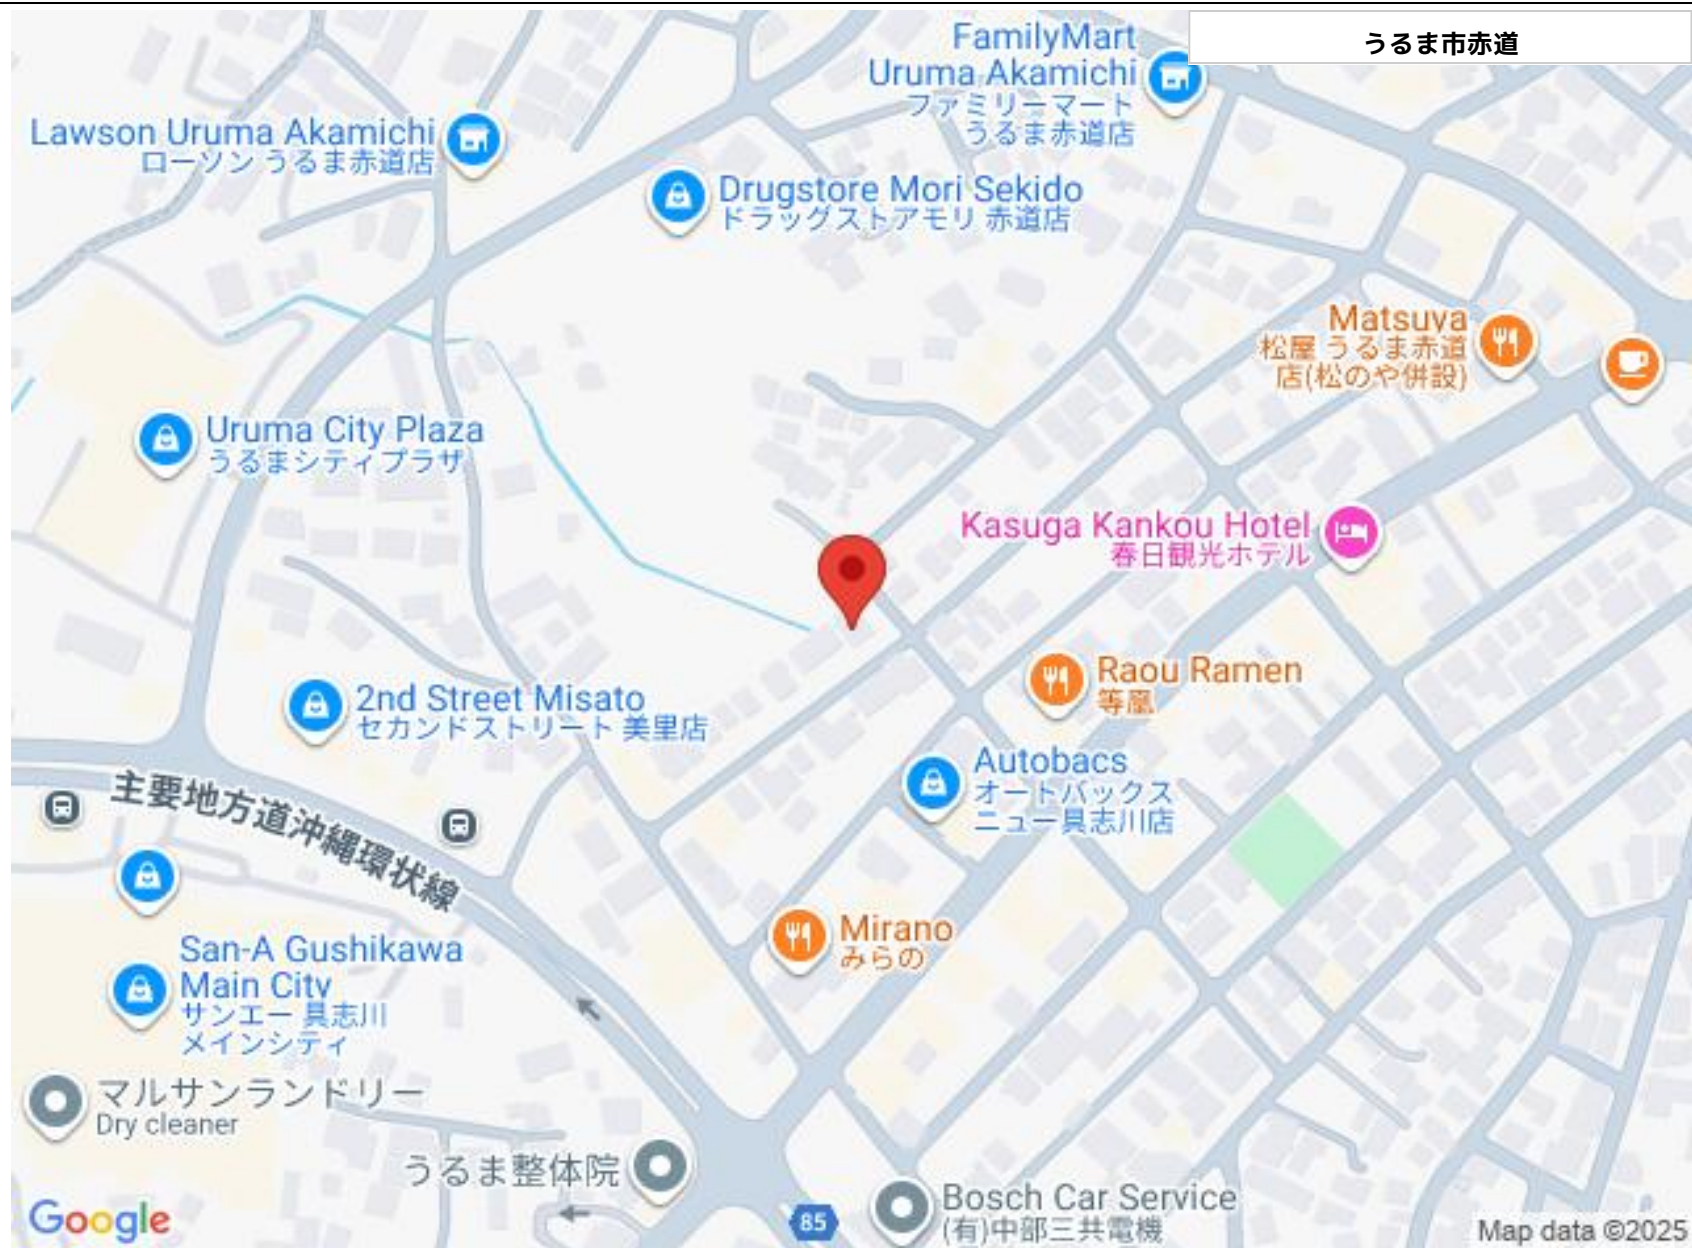 うるま市赤道
FamilyMart
Uruma Akamichi
ファミリーマート
うるま赤道店
Lawson Uruma Akamichi
ローソン うるま赤道店
Drugstore Mori Sekido
ドラッグストアモリ 赤道店
Matsuya
松屋 うるま赤道
店(松のや併設)
Uruma City Plaza
うるまシティプラザ
Kasuga Kankou Hotel
春日観光ホテル
Raou Ramen
等凰
2nd Street Misato
セカンドストリート 美里店
Autobacs
オートバックス
ニュー具志川店
主要地方道沖縄環状線
Mirano
みらの
San-A Gushikawa
Main City
サンエー 具志川
メインシティ
マルサンランドリー
Dry cleaner
うるま整体院
85
Bosch Car Service
(有)中部三共電機
Google
Map data ©2025